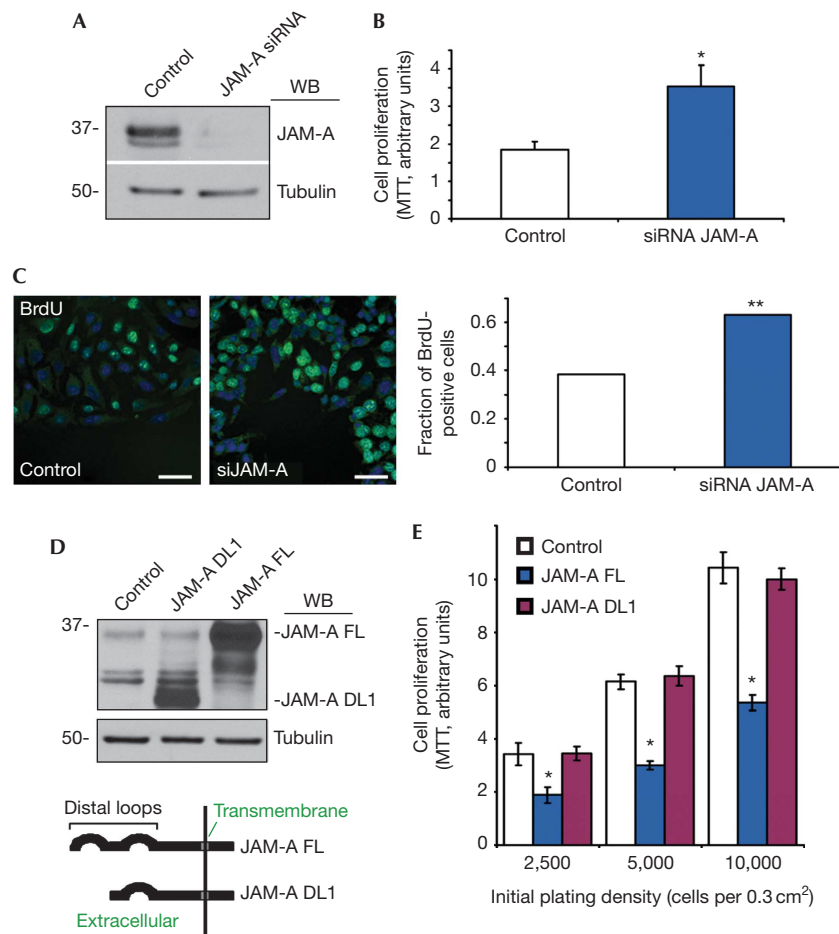 A
Control
JAM-A siRNA
WB
37-
JAM-A
50-
Tubulin
B
Cell proliferation
(MTT, arbitrary units)
4
3
2
1
0
*
Control
siRNA JAM-A
C
BrdU
Control
siJAM-A
Fraction of BrdU-
positive cells
0.6
0.4
0.2
0
**
Control
siRNA JAM-A
D
Control
JAM-A DL1
JAM-A FL
WB
37-
-JAM-A FL
-JAM-A DL1
50-
Tubulin
Distal loops
Transmembrane
JAM-A FL
JAM-A DL1
Extracellular
E
Control
JAM-A FL
JAM-A DL1
Cell proliferation
(MTT, arbitrary units)
10
8
6
4
2
0
*
*
*
2,500
5,000
10,000
Initial plating density (cells per 0.3 cm²)